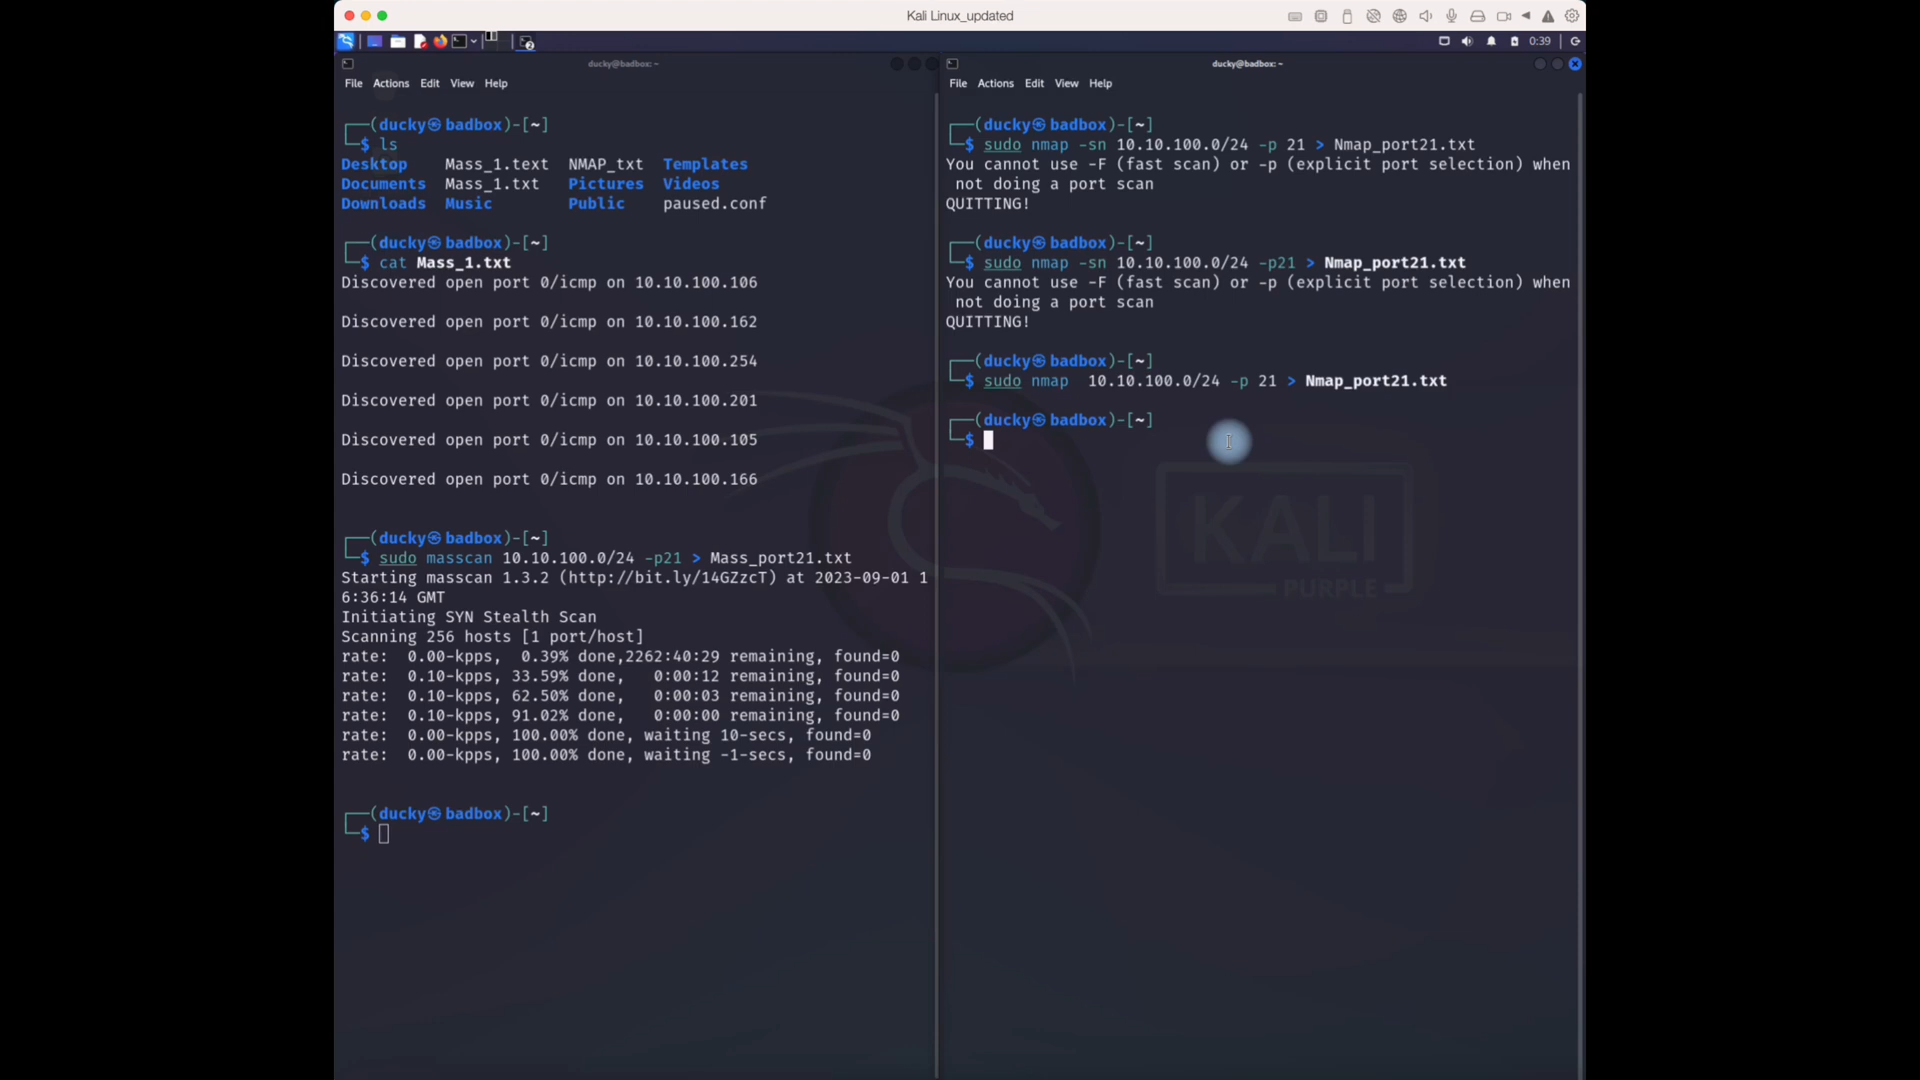 Kali Linux_updated
0:39
ducky@badbox: ~
File Actions Edit View Help
┌──(ducky㉿badbox)-[~]
└─$ ls
Desktop Mass_1.text NMAP_txt Templates
Documents Mass_1.txt Pictures Videos
Downloads Music Public paused.conf
┌──(ducky㉿badbox)-[~]
└─$ cat Mass_1.txt
Discovered open port 0/icmp on 10.10.100.106
Discovered open port 0/icmp on 10.10.100.162
Discovered open port 0/icmp on 10.10.100.254
Discovered open port 0/icmp on 10.10.100.201
Discovered open port 0/icmp on 10.10.100.105
Discovered open port 0/icmp on 10.10.100.166
┌──(ducky㉿badbox)-[~]
└─$ sudo masscan 10.10.100.0/24 -p21 > Mass_port21.txt
Starting masscan 1.3.2 (http://bit.ly/14GZzcT) at 2023-09-01 1
6:36:14 GMT
Initiating SYN Stealth Scan
Scanning 256 hosts [1 port/host]
rate:  0.00-kpps,  0.39% done,2262:40:29 remaining, found=0
rate:  0.10-kpps, 33.59% done,   0:00:12 remaining, found=0
rate:  0.10-kpps, 62.50% done,   0:00:03 remaining, found=0
rate:  0.10-kpps, 91.02% done,   0:00:00 remaining, found=0
rate:  0.00-kpps, 100.00% done, waiting 10-secs, found=0
rate:  0.00-kpps, 100.00% done, waiting -1-secs, found=0
┌──(ducky㉿badbox)-[~]
└─$
ducky@badbox: ~
File Actions Edit View Help
┌──(ducky㉿badbox)-[~]
└─$ sudo nmap -sn 10.10.100.0/24 -p 21 > Nmap_port21.txt
You cannot use -F (fast scan) or -p (explicit port selection) when
not doing a port scan
QUITTING!
┌──(ducky㉿badbox)-[~]
└─$ sudo nmap -sn 10.10.100.0/24 -p21 > Nmap_port21.txt
You cannot use -F (fast scan) or -p (explicit port selection) when
not doing a port scan
QUITTING!
┌──(ducky㉿badbox)-[~]
└─$ sudo nmap  10.10.100.0/24 -p 21 > Nmap_port21.txt
┌──(ducky㉿badbox)-[~]
└─$
KALI
PURPLE